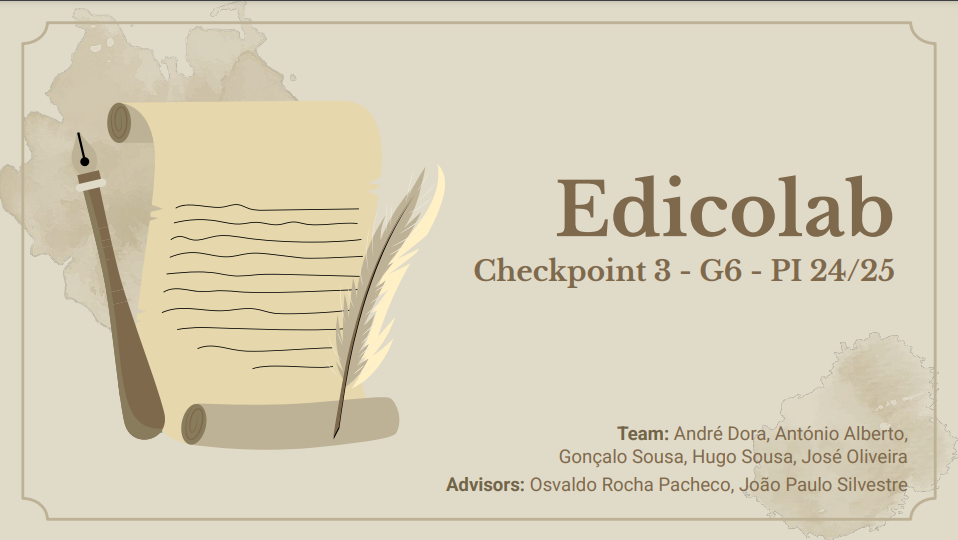 Edicolab
Checkpoint 3 - G6 - PI 24/25
Team: André Dora, António Alberto,
Gonçalo Sousa, Hugo Sousa, José Oliveira
Advisors: Osvaldo Rocha Pacheco, João Paulo Silvestre